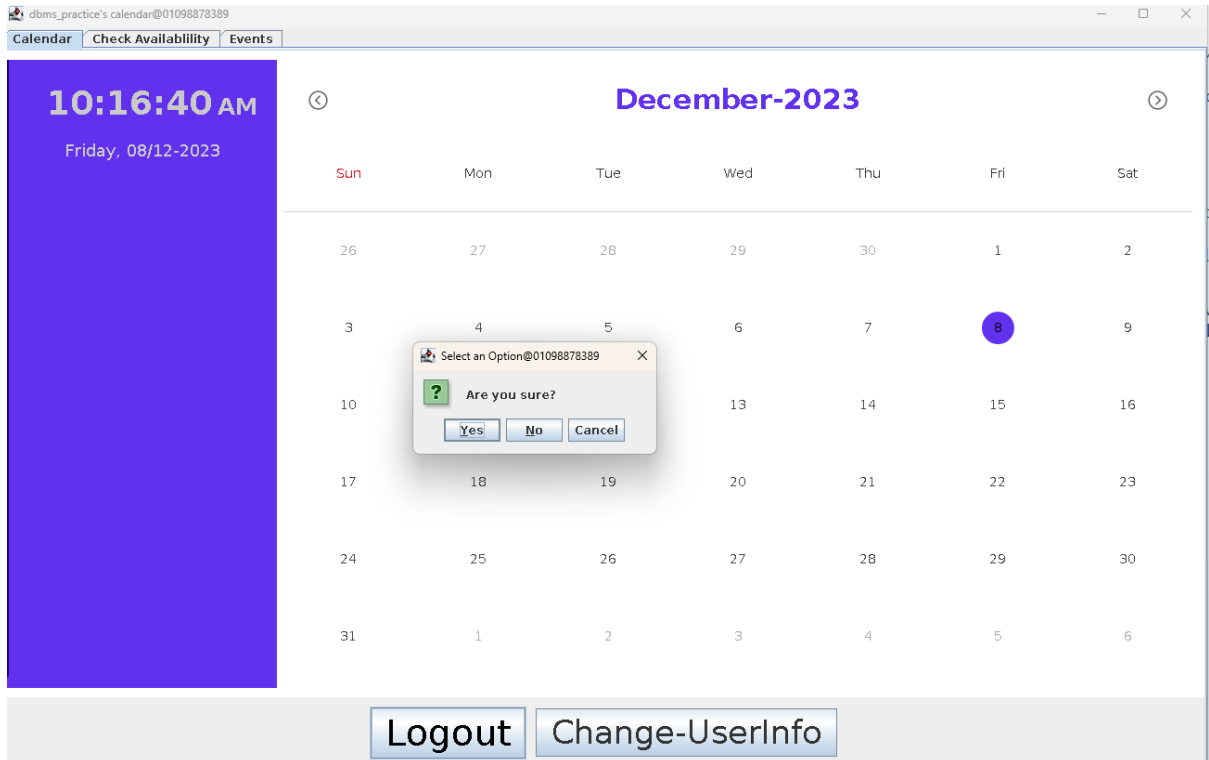 dbms_practice's calendar@01098878389
Calendar Check Availablility Events
10:16:40 AM
Friday, 08/12-2023
December-2023
Sun Mon Tue Wed Thu Fri Sat
26 27 28 29 30 1 2
3 4 5 6 7 8 9
10 13 14 15 16
17 18 19 20 21 22 23
24 25 26 27 28 29 30
31 1 2 3 4 5 6
Select an Option@01098878389
? Are you sure?
Yes No Cancel
Logout Change-UserInfo